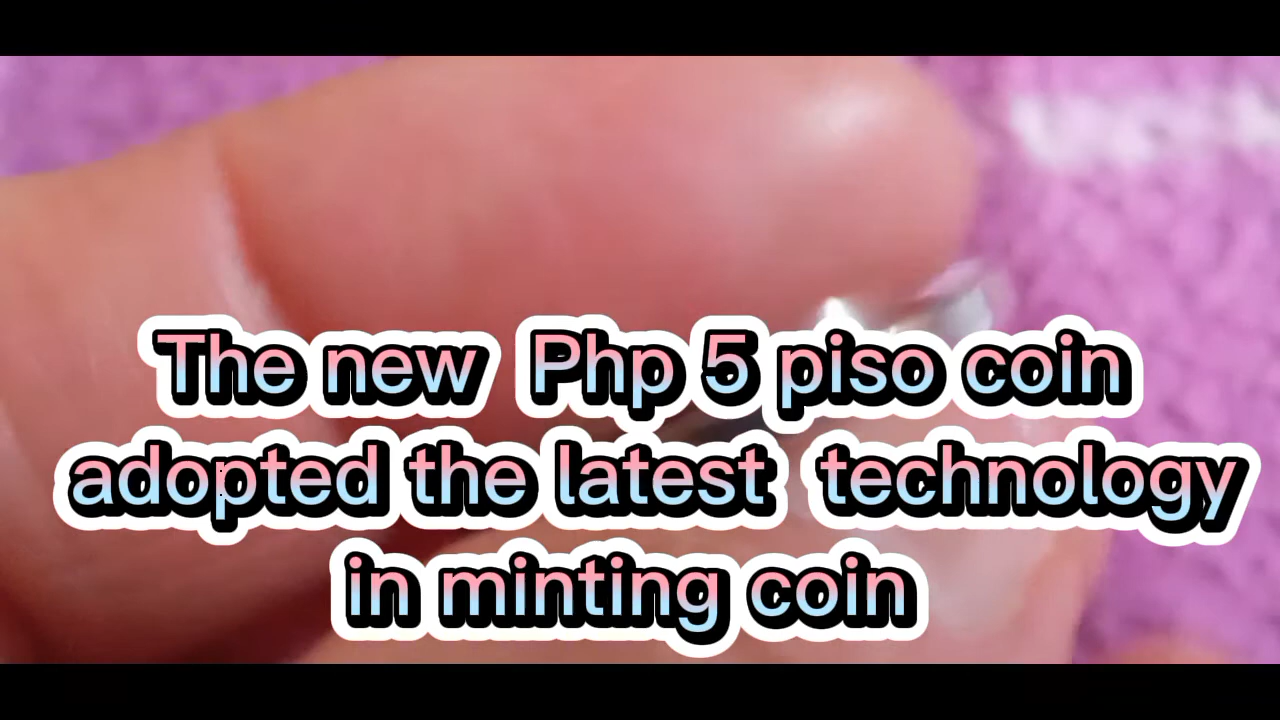 The new Php 5 piso coin
adopted the latest technology
in minting coin